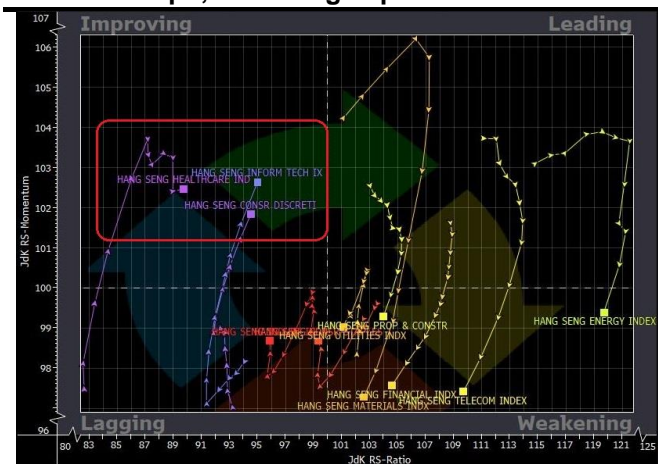 107
Improving
Leading
106
105
104
103
HANG SENG INFORM TECH IX
HANG SENG HEALTHCARE IND
102
HANG SENG CONSR DISCRETI
101
JdK RS-Momentum
100
HANG SENG ENERGY INDEX
HANG SENG PROP & CONSTR
99
HANG SENG
HANG SENG UTILITIES INDX
98
HANG SENG FINANCIAL INDX
HANG SENG TELECOM INDEX
HANG SENG MATERIALS INDX
Lagging
Weakening
96
80 83 85 87 89 91 93 95 97 99 101 103 105 107 109 111 113 115 117 119 121 125
JdK RS-Ratio